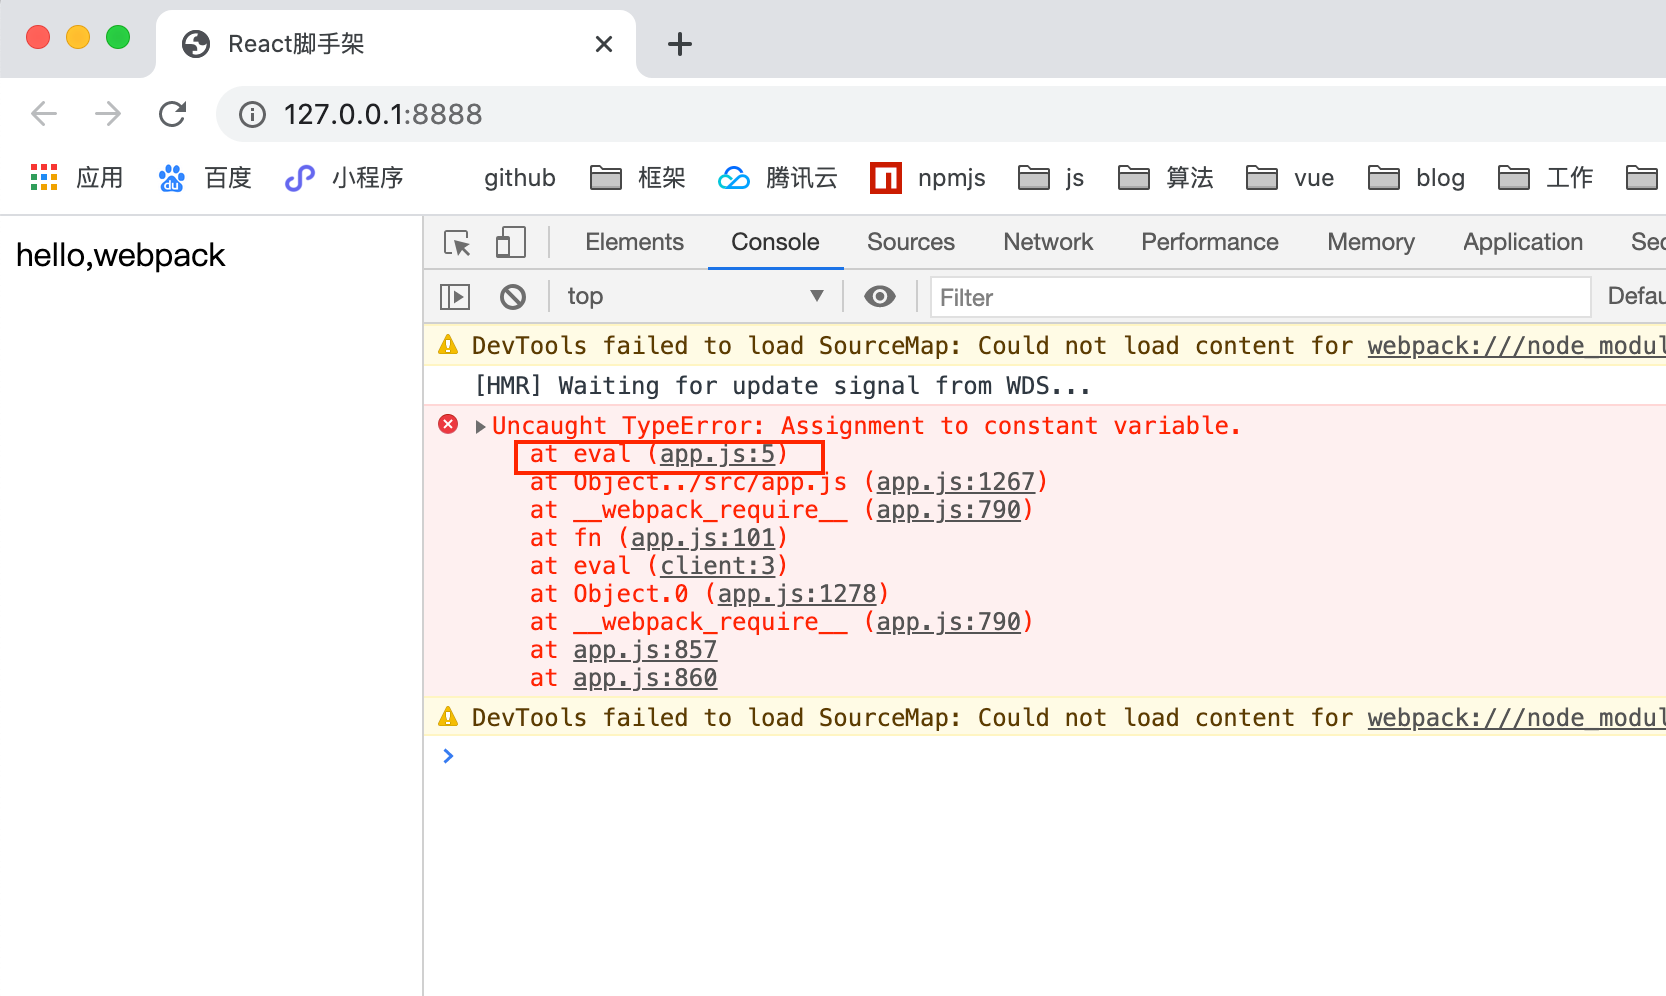 React脚手架
127.0.0.1:8888
应用 百度 小程序 github 框架 腾讯云 npmjs js 算法 vue blog 工作
hello,webpack
Elements Console Sources Network Performance Memory Application Sec
top Filter Defau
DevTools failed to load SourceMap: Could not load content for webpack:///node_modul
[HMR] Waiting for update signal from WDS...
Uncaught TypeError: Assignment to constant variable.
at eval (app.js:5)
at Object../src/app.js (app.js:1267)
at __webpack_require__ (app.js:790)
at fn (app.js:101)
at eval (client:3)
at Object.0 (app.js:1278)
at __webpack_require__ (app.js:790)
at app.js:857
at app.js:860
DevTools failed to load SourceMap: Could not load content for webpack:///node_modul